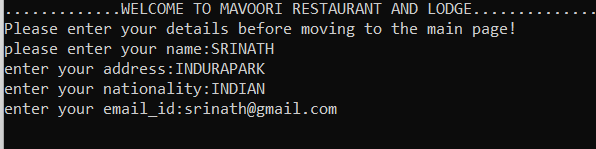 .............WELCOME TO MAVOORI RESTAURANT AND LODGE..............
Please enter your details before moving to the main page!
please enter your name:SRINATH
enter your address:INDURAPARK
enter your nationality:INDIAN
enter your email_id:srinath@gmail.com